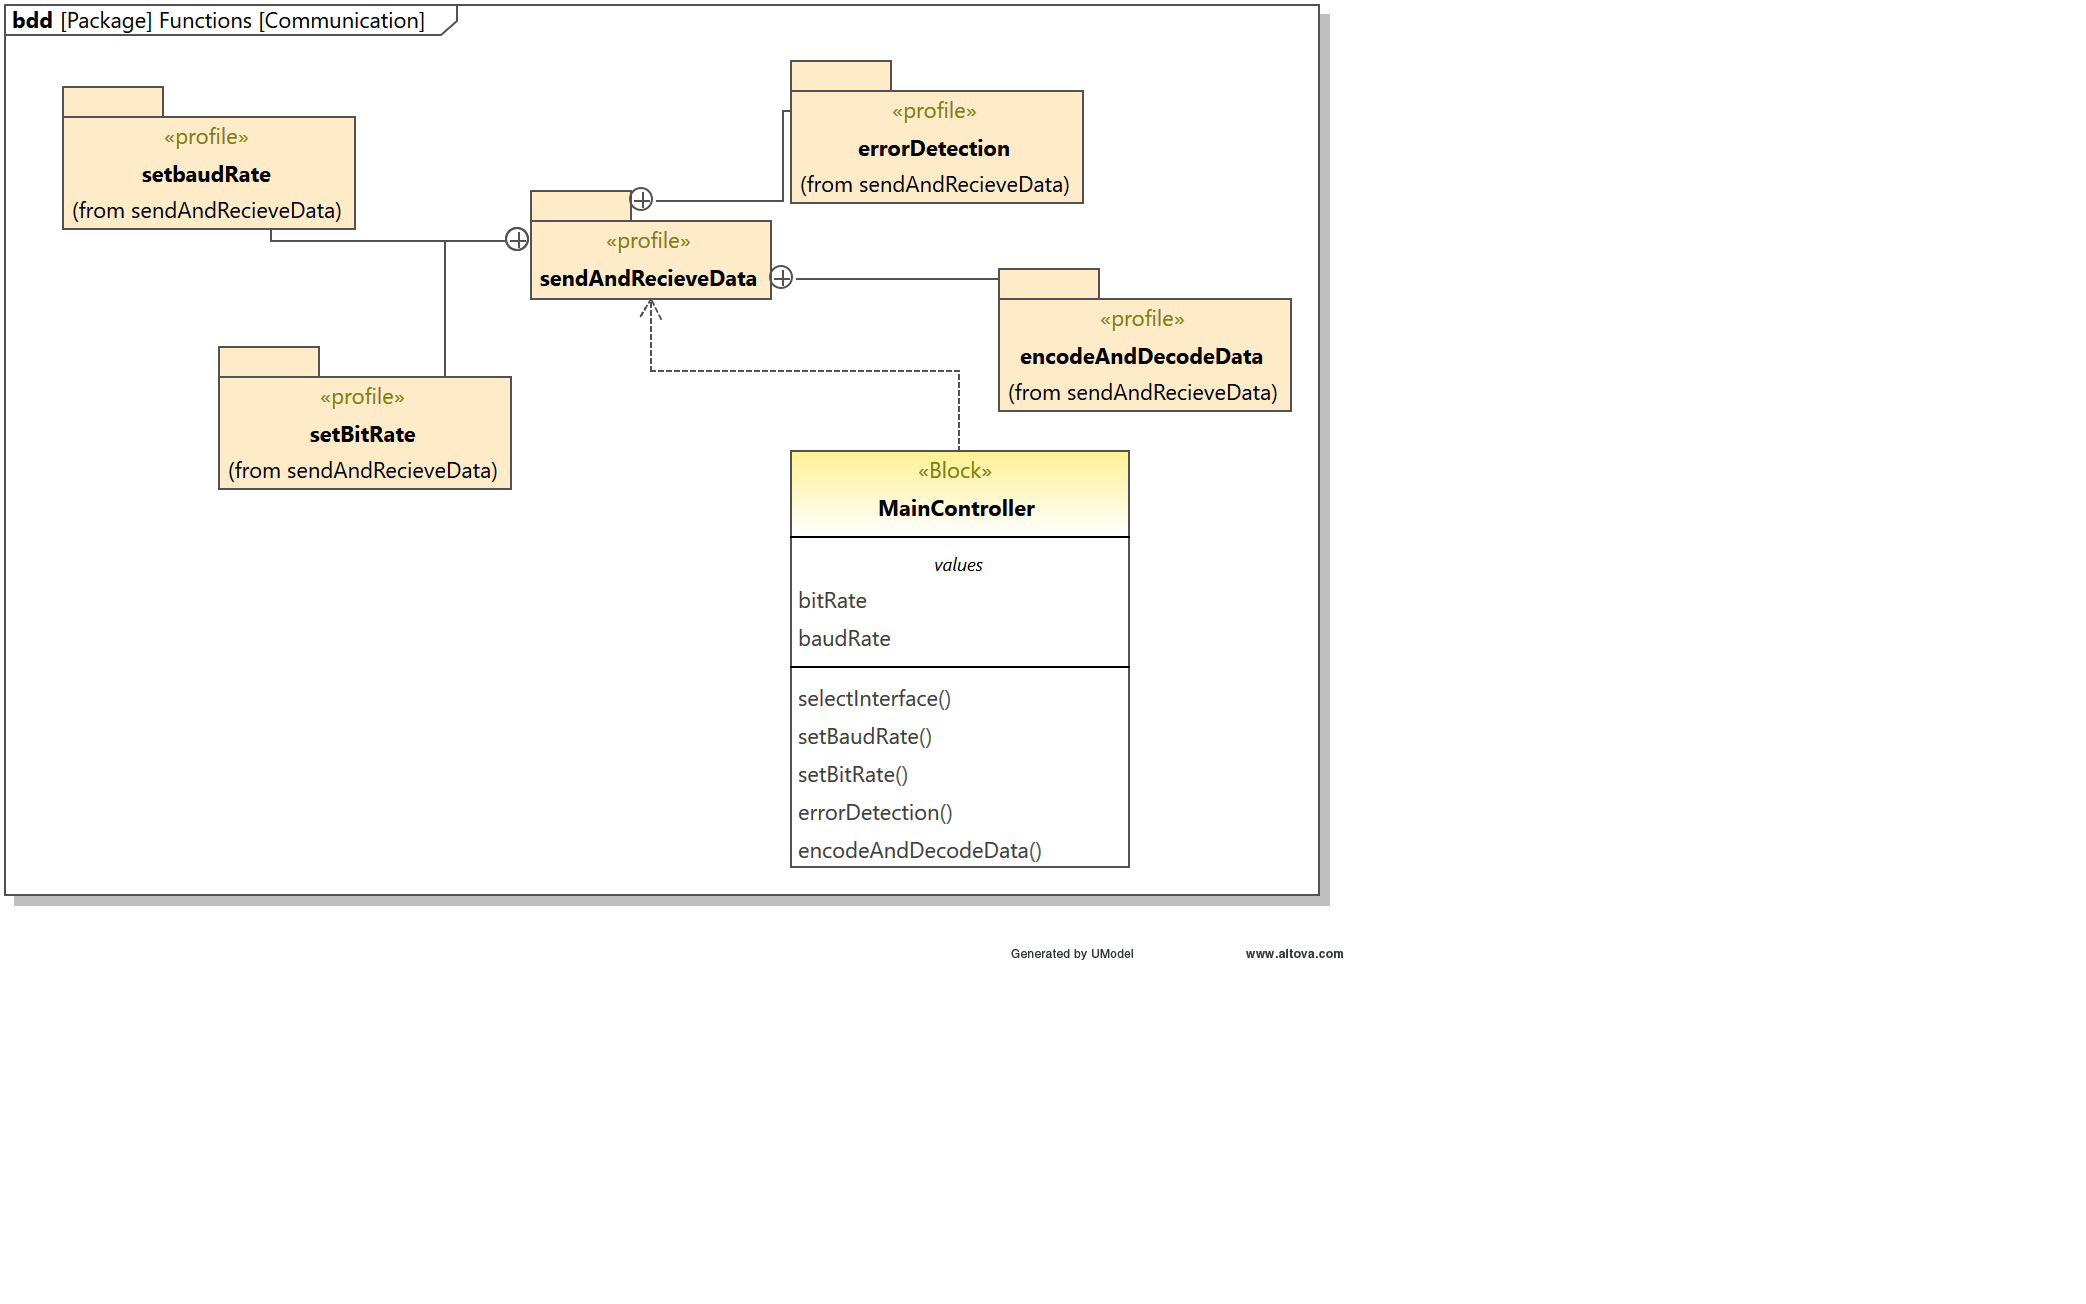 bdd [Package] Functions [Communication]
«profile»
setbaudRate
(from sendAndRecieveData)
«profile»
errorDetection
(from sendAndRecieveData)
«profile»
sendAndRecieveData
«profile»
encodeAndDecodeData
(from sendAndRecieveData)
«profile»
setBitRate
(from sendAndRecieveData)
«Block»
MainController
values
bitRate
baudRate
selectInterface()
setBaudRate()
setBitRate()
errorDetection()
encodeAndDecodeData()
Generated by UModel
www.altova.com